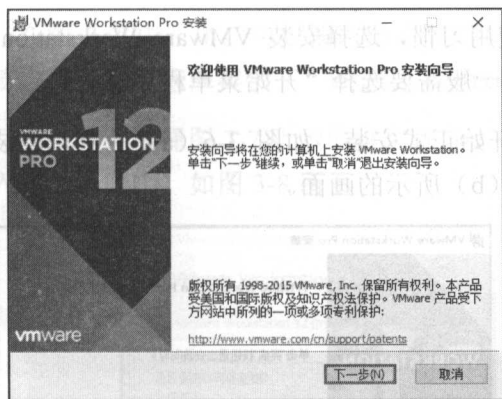 VMware Workstation Pro 安装
欢迎使用 VMware Workstation Pro 安装向导
VMWARE
WORKSTATION
PRO
12
安装向导将在您的计算机上安装 VMware Workstation。
单击"下一步"继续，或单击"取消"退出安装向导。
版权所有 1998-2015 VMware, Inc. 保留所有权利。本产品
受美国和国际版权及知识产权法保护。VMware 产品受下
方网站中所列的一项或多项专利保护:
vmware
http://www.vmware.com/cn/support/patents
下一步(N)
取消